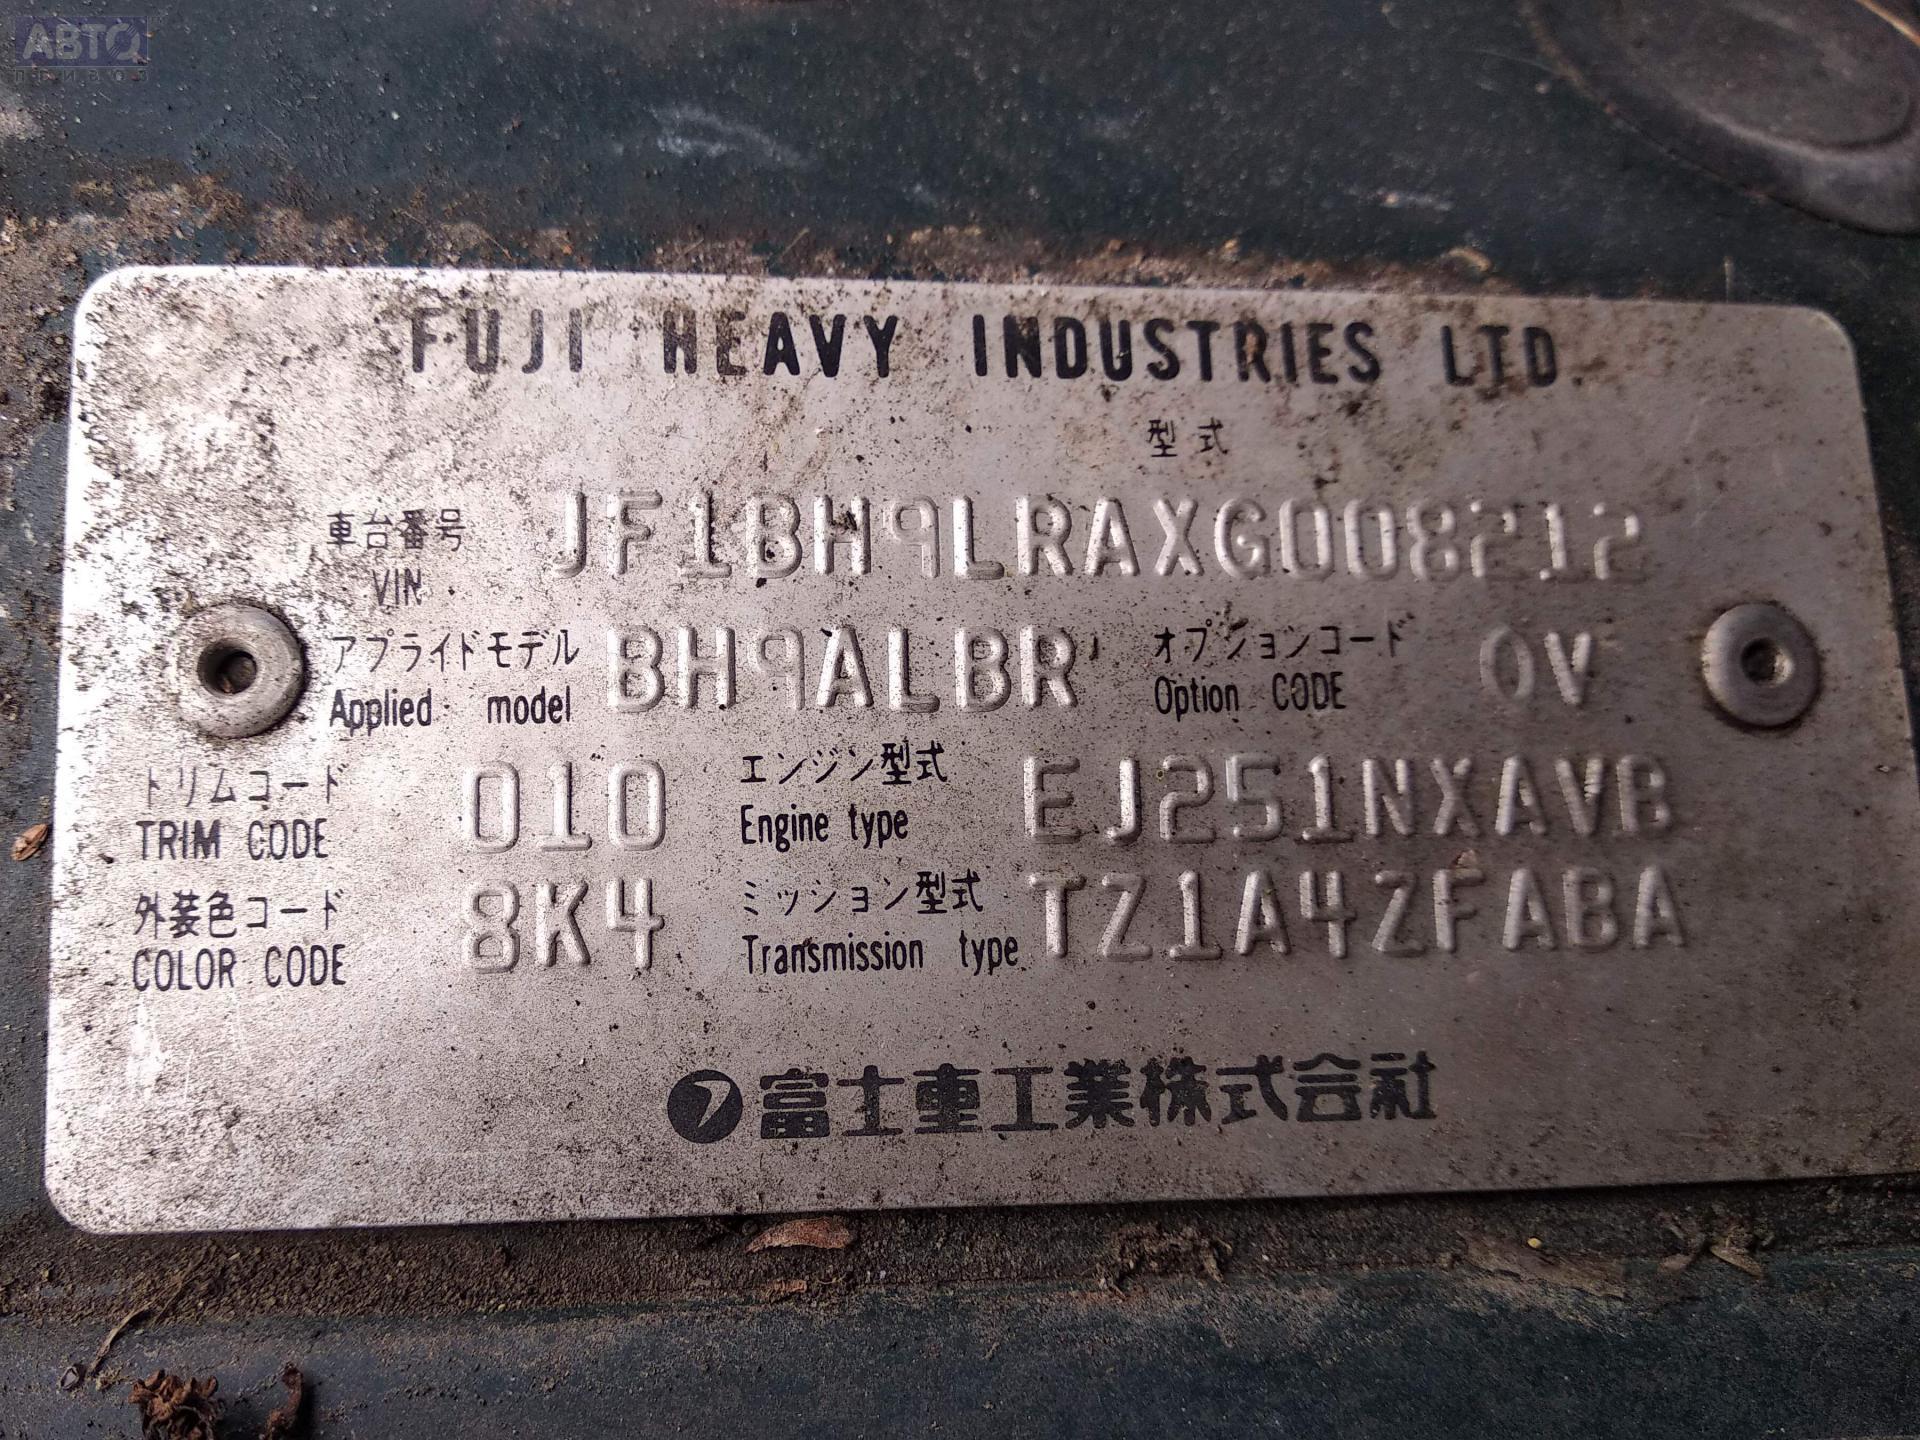 АВТО
ПРИВОЗ
FUJI HEAVY INDUSTRIES LTD.
型式
車台番号 JF1BH9LRAXG008212
VIN
アプライドモデル BH9ALBR オプションコード 0V
Applied model Option CODE
トリムコード 010 エンジン型式 EJ251NXAVB
TRIM CODE Engine type
外装色コード 8K4 ミッション型式 TZ1A4ZFABA
COLOR CODE Transmission type
富士重工業株式会社